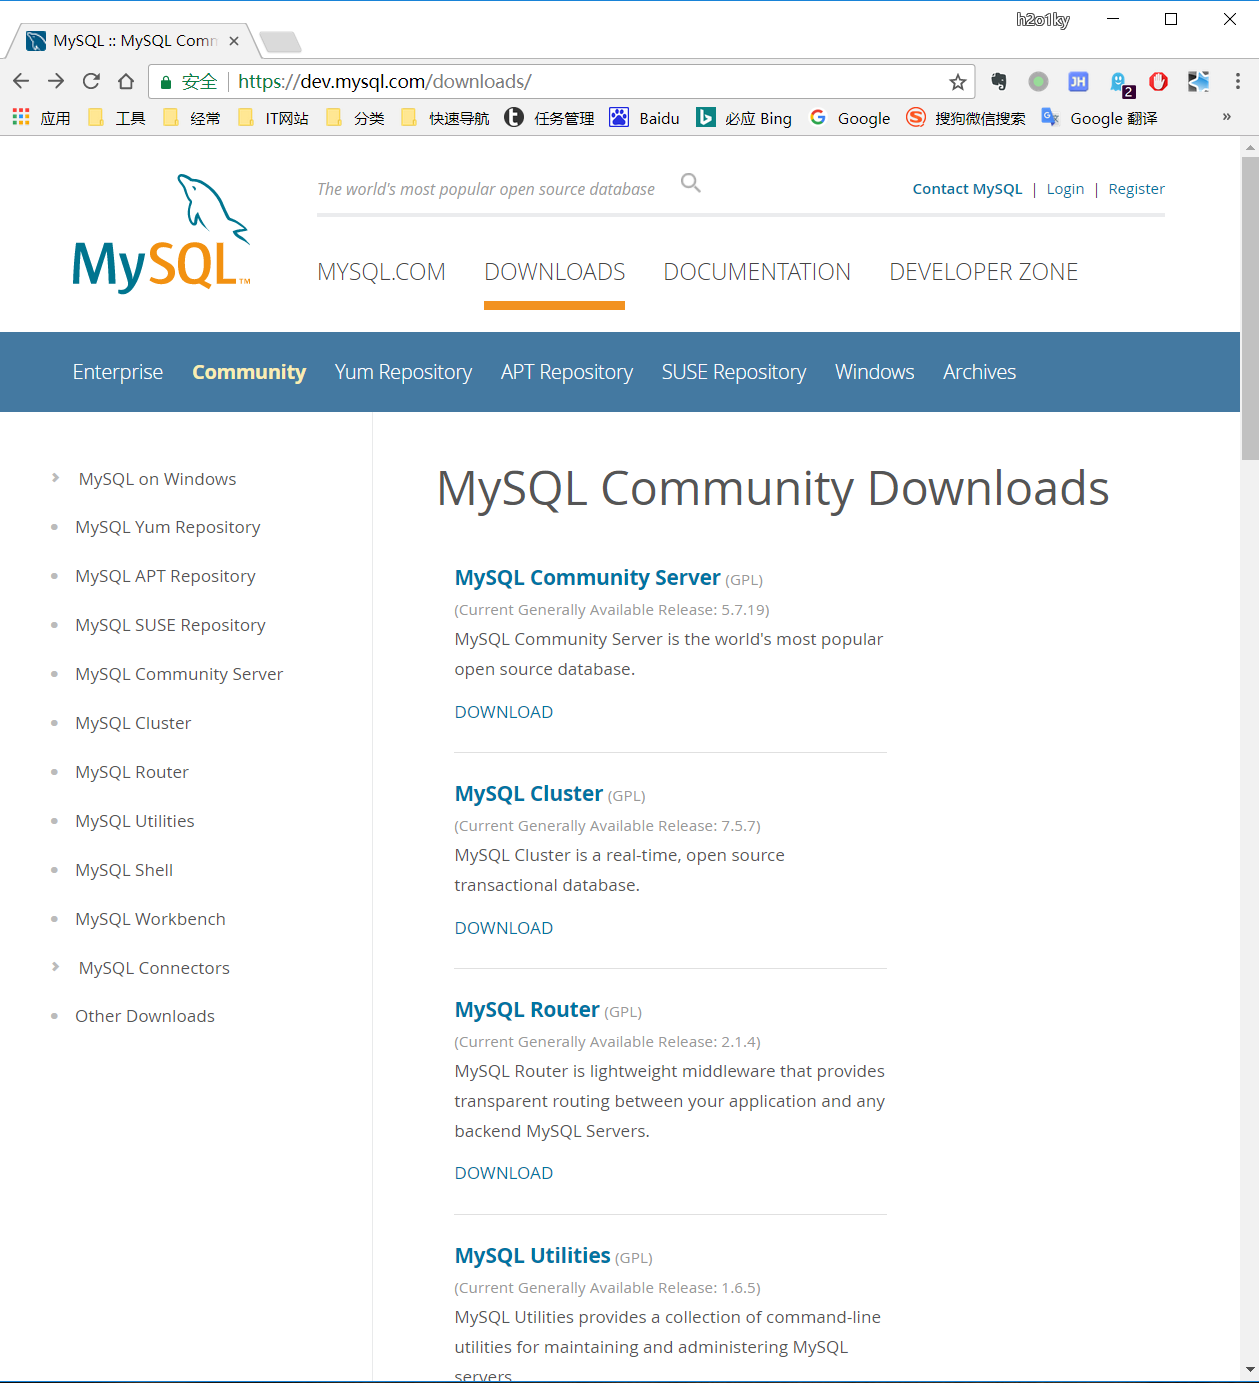 h2o1ky
MySQL :: MySQL Com
安全 https://dev.mysql.com/downloads/
JH
2
应用 工具 经常 IT网站 分类 快速导航 任务管理 Baidu 必应 Bing Google 搜狗微信搜索 Google 翻译 »
MySQL™
The world's most popular open source database
Contact MySQL | Login | Register
MYSQL.COM DOWNLOADS DOCUMENTATION DEVELOPER ZONE
Enterprise Community Yum Repository APT Repository SUSE Repository Windows Archives
MySQL on Windows
MySQL Yum Repository
MySQL APT Repository
MySQL SUSE Repository
MySQL Community Server
MySQL Cluster
MySQL Router
MySQL Utilities
MySQL Shell
MySQL Workbench
MySQL Connectors
Other Downloads
MySQL Community Downloads
MySQL Community Server (GPL)
(Current Generally Available Release: 5.7.19)
MySQL Community Server is the world's most popular
open source database.
DOWNLOAD
MySQL Cluster (GPL)
(Current Generally Available Release: 7.5.7)
MySQL Cluster is a real-time, open source
transactional database.
DOWNLOAD
MySQL Router (GPL)
(Current Generally Available Release: 2.1.4)
MySQL Router is lightweight middleware that provides
transparent routing between your application and any
backend MySQL Servers.
DOWNLOAD
MySQL Utilities (GPL)
(Current Generally Available Release: 1.6.5)
MySQL Utilities provides a collection of command-line
utilities for maintaining and administering MySQL
servers